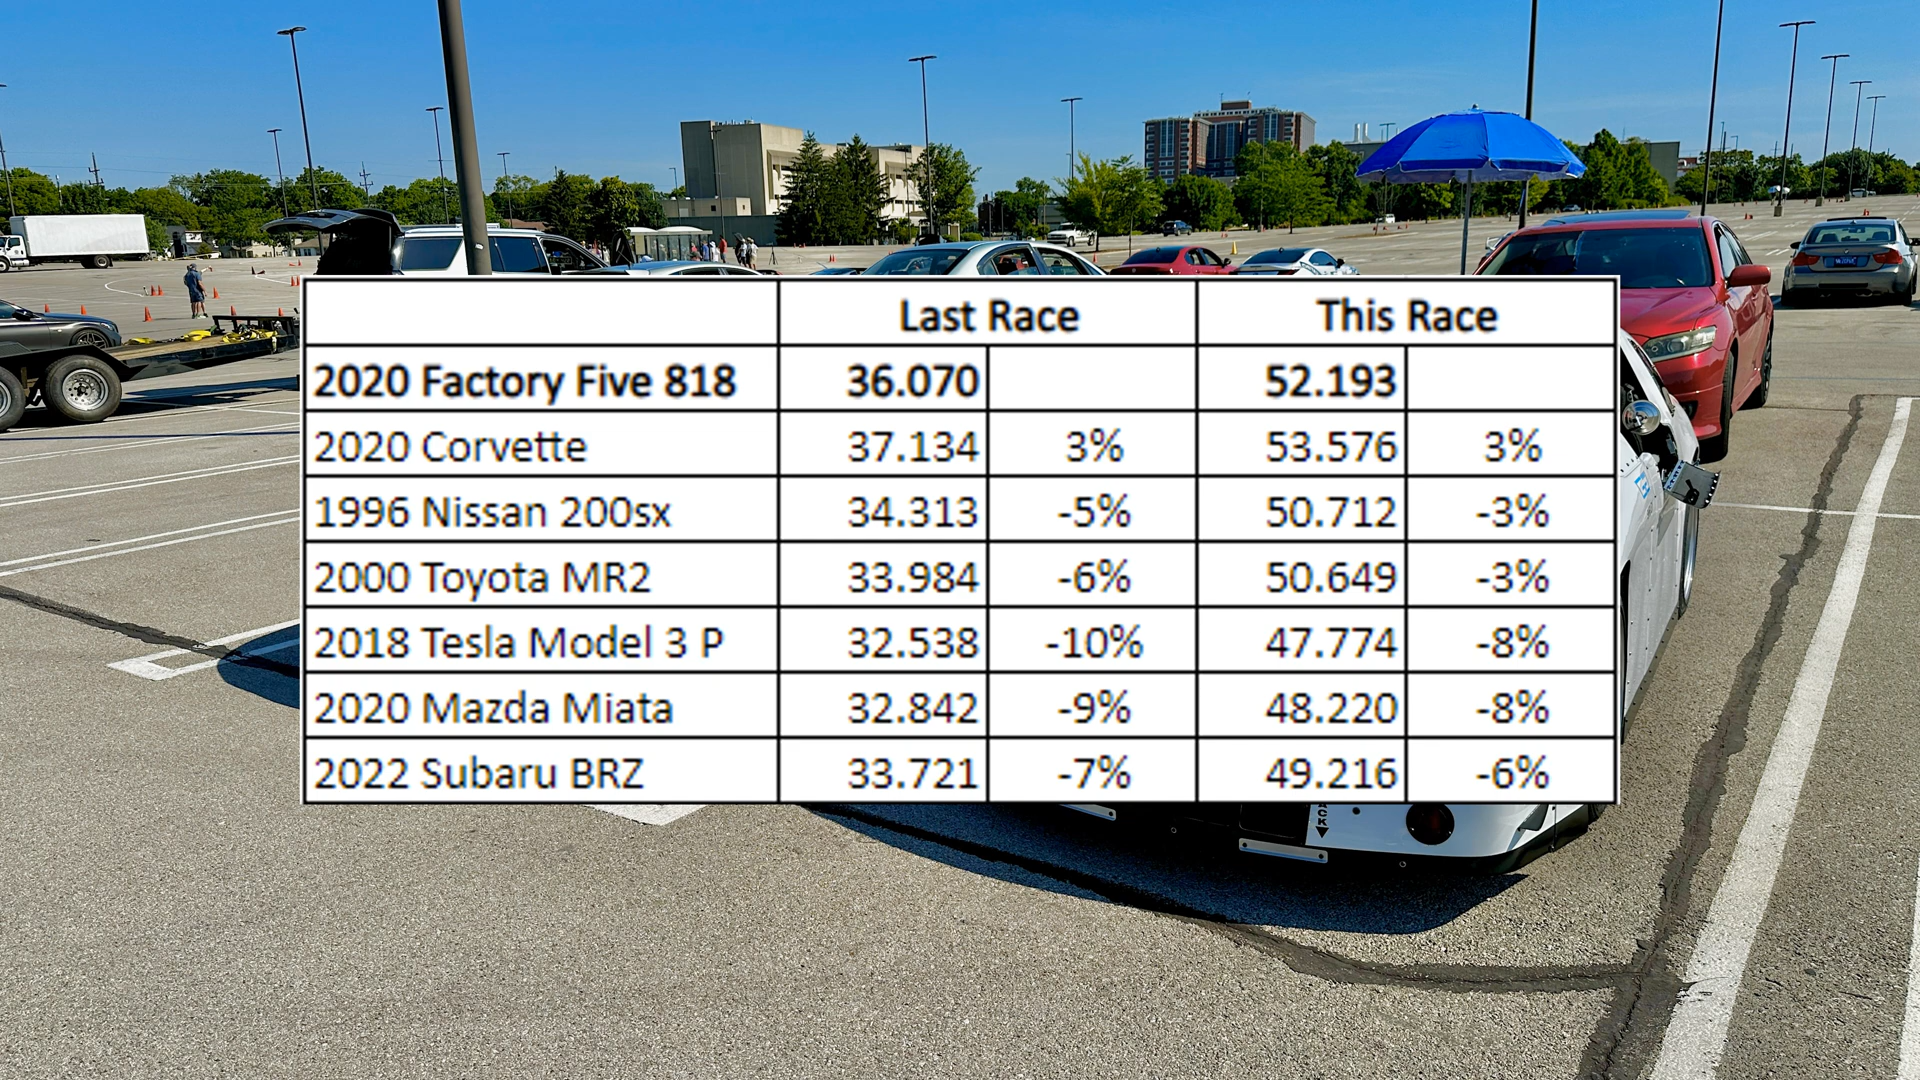 Last Race This Race
2020 Factory Five 818 36.070 52.193
2020 Corvette 37.134 3% 53.576 3%
1996 Nissan 200sx 34.313 -5% 50.712 -3%
2000 Toyota MR2 33.984 -6% 50.649 -3%
2018 Tesla Model 3 P 32.538 -10% 47.774 -8%
2020 Mazda Miata 32.842 -9% 48.220 -8%
2022 Subaru BRZ 33.721 -7% 49.216 -6%